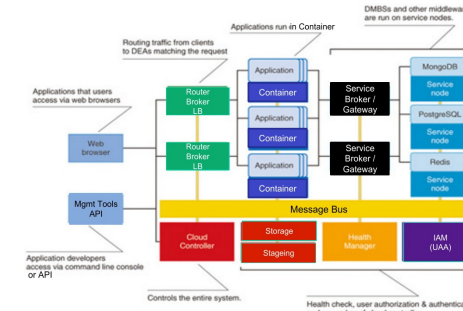 DMBSs and other middlewa
are run on service nodes.
Applications run in Container
Routing traffic from clients
to DEAs matching the request
Applications that users
access via web browsers
Application
Container
Application
Container
Application
Container
Router
Broker
LB
Router
Broker
LB
Service
Broker /
Gateway
Service
Broker /
Gateway
MongoDB
Service
node
PostgreSQL
Service
node
Redis
Service
node
Web
browser
Mgmt Tools
API
Message Bus
Cloud
Controller
Storage
Stageing
Health
Manager
IAM
(UAA)
Application developers
access via command line console
or API
Controls the entire system.
Health check, user authorization & authentica